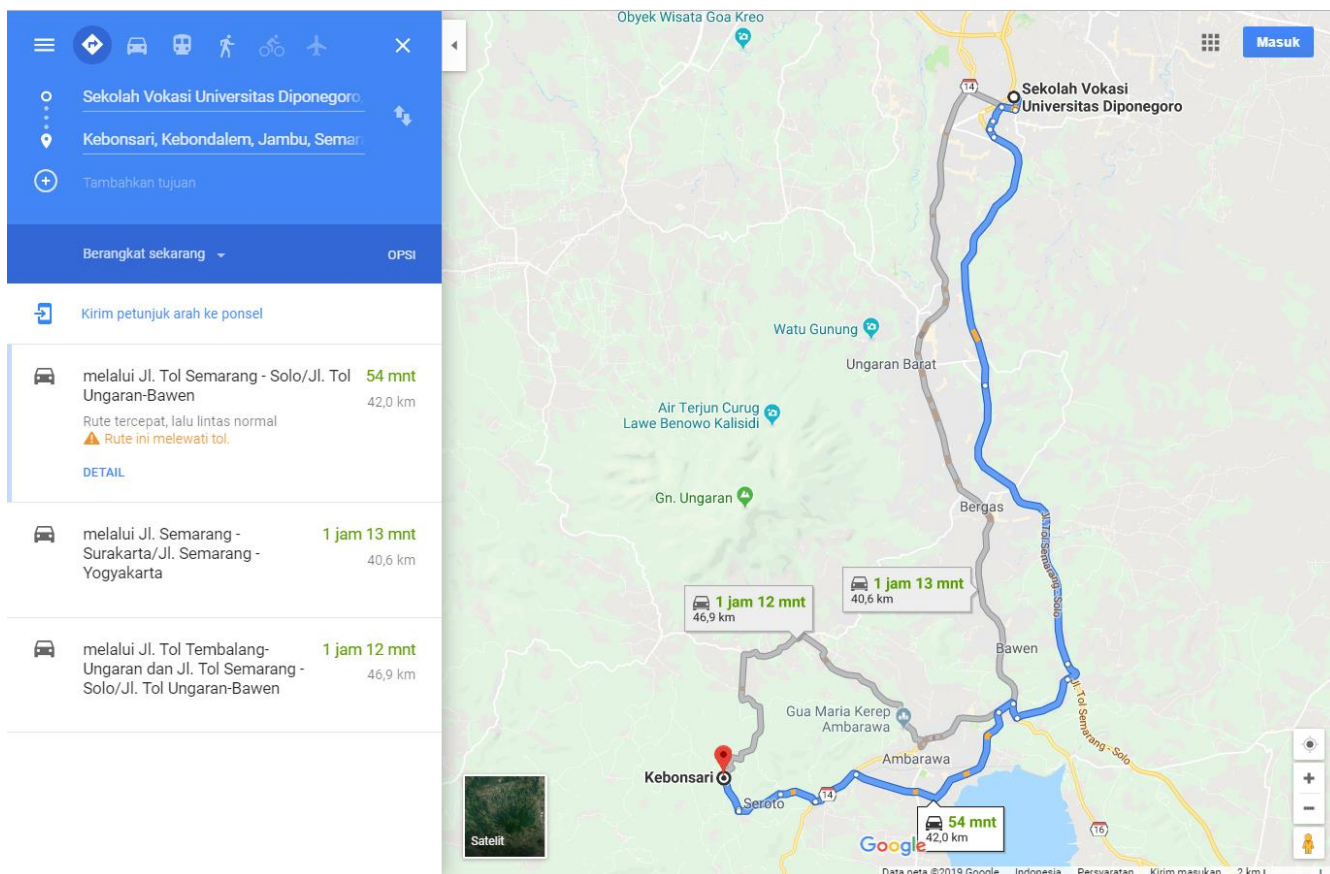 Sekolah Vokasi Universitas Diponegoro,
Kebonsari, Kebondalem, Jambu, Semar
Tambahkan tujuan
Berangkat sekarang
OPSI
Kirim petunjuk arah ke ponsel
melalui Jl. Tol Semarang - Solo/Jl. Tol
Ungaran-Bawen
54 mnt
42,0 km
Rute tercepat, lalu lintas normal
Rute ini melewati tol.
DETAIL
melalui Jl. Semarang -
Surakarta/Jl. Semarang -
Yogyakarta
1 jam 13 mnt
40,6 km
melalui Jl. Tol Tembalang-
Ungaran dan Jl. Tol Semarang -
Solo/Jl. Tol Ungaran-Bawen
1 jam 12 mnt
46,9 km
Obyek Wisata Goa Kreo
Masuk
14
Sekolah Vokasi
Universitas Diponegoro
Watu Gunung
Ungaran Barat
Air Terjun Curug
Lawe Benowo Kalisidi
Gn. Ungaran
Bergas
Jl. Tol Semarang - Solo
1 jam 13 mnt
40,6 km
1 jam 12 mnt
46,9 km
Bawen
Gua Maria Kerep
Ambarawa
Jl. Tol Semarang - Solo
Ambarawa
Kebonsari
Seroto
14
54 mnt
42,0 km
16
Satelit
Google
Data peta ©2019 Google Indonesia Persyaratan Kirim masukan 2 km